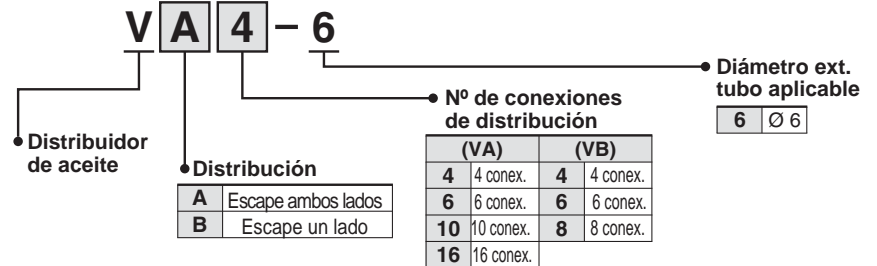 VA4-6
Diámetro ext.
tubo aplicable
6 Ø 6
Nº de conexiones
de distribución
(VA) (VB)
4 4 conex. 4 4 conex.
6 6 conex. 6 6 conex.
10 10 conex. 8 8 conex.
16 16 conex.
Distribuidor
de aceite
Distribución
A Escape ambos lados
B Escape un lado